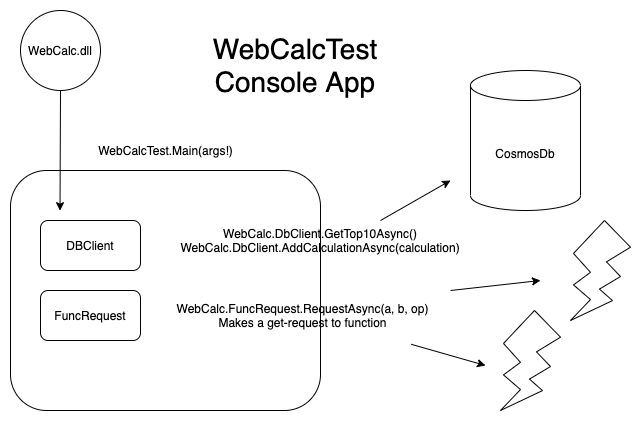 WebCalc.dll
WebCalcTest
Console App
CosmosDb
WebCalcTest.Main(args!)
DBClient
WebCalc.DbClient.GetTop10Async()
WebCalc.DbClient.AddCalculationAsync(calculation)
FuncRequest
WebCalc.FuncRequest.RequestAsync(a, b, op)
Makes a get-request to function